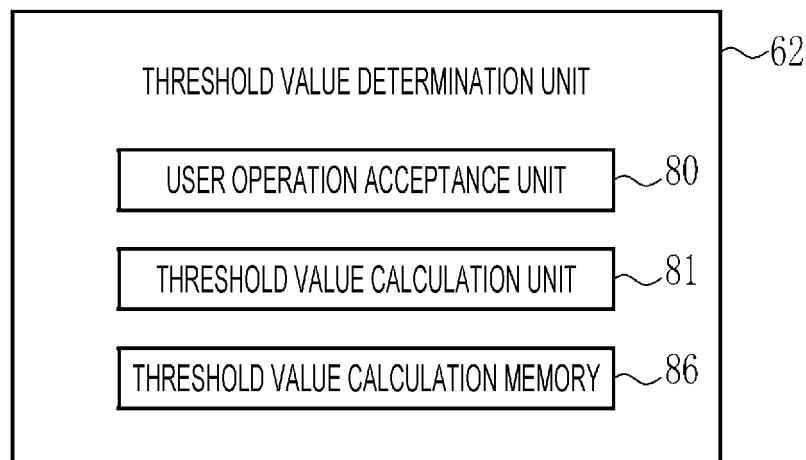 62
THRESHOLD VALUE DETERMINATION UNIT
USER OPERATION ACCEPTANCE UNIT 80
THRESHOLD VALUE CALCULATION UNIT 81
THRESHOLD VALUE CALCULATION MEMORY 86